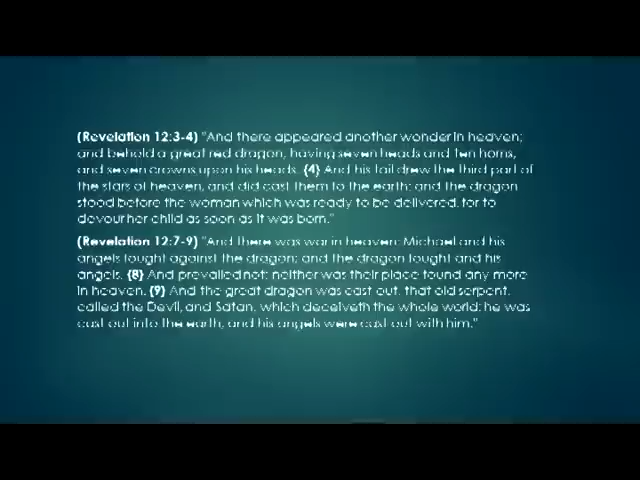 (Revelation 12:3-4) "And there appeared another wonder in heaven;
and behold a great red dragon, having seven heads and ten horns,
and seven crowns upon his heads. {4} And his tail drew the third part of
the stars of heaven, and did cast them to the earth: and the dragon
stood before the woman which was ready to be delivered, for to
devour her child as soon as it was born."
(Revelation 12:7-9) "And there was war in heaven: Michael and his
angels fought against the dragon; and the dragon fought and his
angels, {8} And prevailed not; neither was their place found any more
in heaven. {9} And the great dragon was cast out, that old serpent,
called the Devil, and Satan, which deceiveth the whole world: he was
cast out into the earth, and his angels were cast out with him."